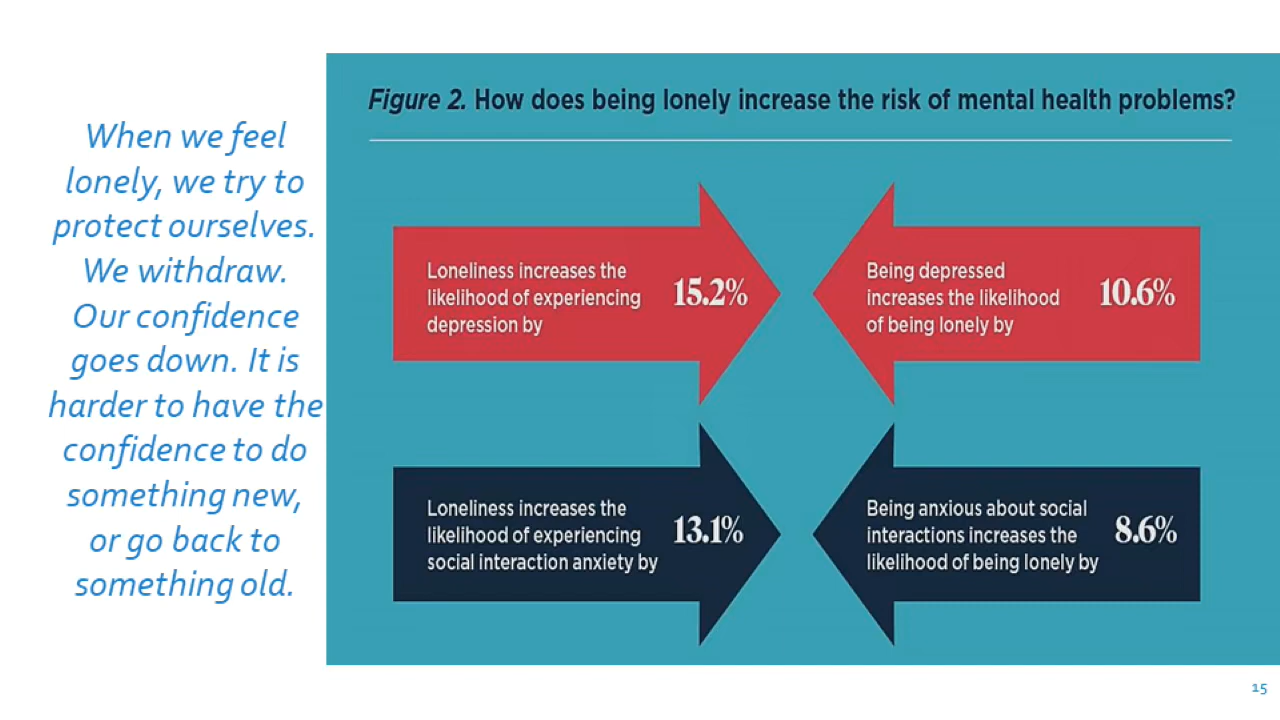 When we feel
lonely, we try to
protect ourselves.
We withdraw.
Our confidence
goes down. It is
harder to have the
confidence to do
something new,
or go back to
something old.
Figure 2. How does being lonely increase the risk of mental health problems?
Loneliness increases the
likelihood of experiencing
depression by
15.2%
Being depressed
increases the likelihood
of being lonely by
10.6%
Loneliness increases the
likelihood of experiencing
social interaction anxiety by
13.1%
Being anxious about social
interactions increases the
likelihood of being lonely by
8.6%
15